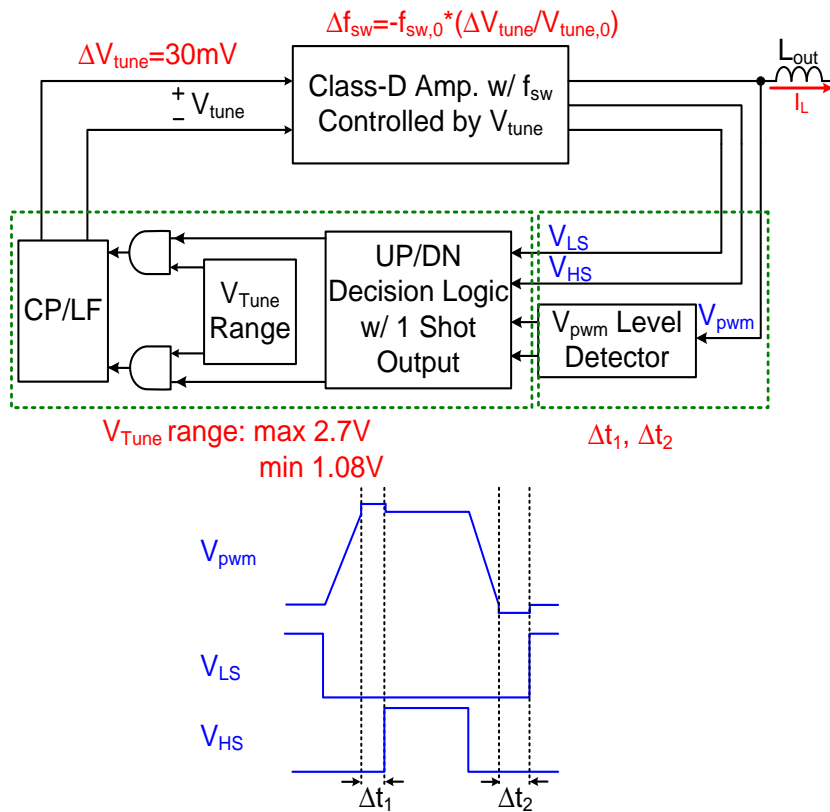 Δf_sw=-f_sw,0*(ΔV_tune/V_tune,0)
ΔV_tune=30mV
+
−
V_tune
Class-D Amp. w/ f_sw
Controlled by V_tune
L_out
I_L
CP/LF
V_Tune
Range
UP/DN
Decision Logic
w/ 1 Shot
Output
V_LS
V_HS
V_pwm Level
Detector
V_pwm
V_Tune range: max 2.7V
min 1.08V
Δt_1, Δt_2
V_pwm
V_LS
V_HS
Δt_1
Δt_2